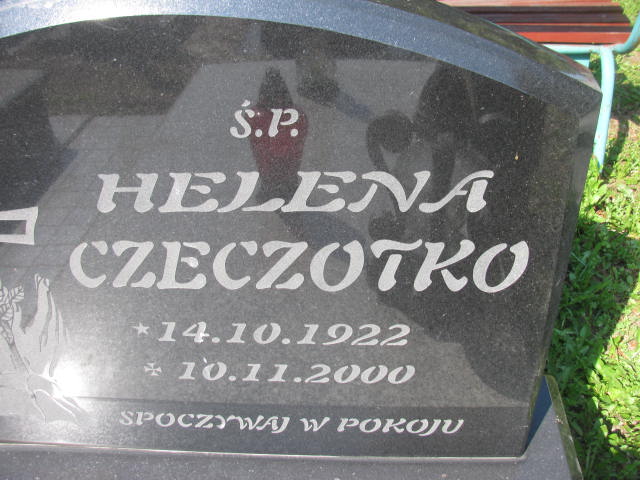 Ś.P.
HELENA
CZECZOTKO
* 14.10.1922
✠ 10.11.2000
SPOCZYWAJ W POKOJU